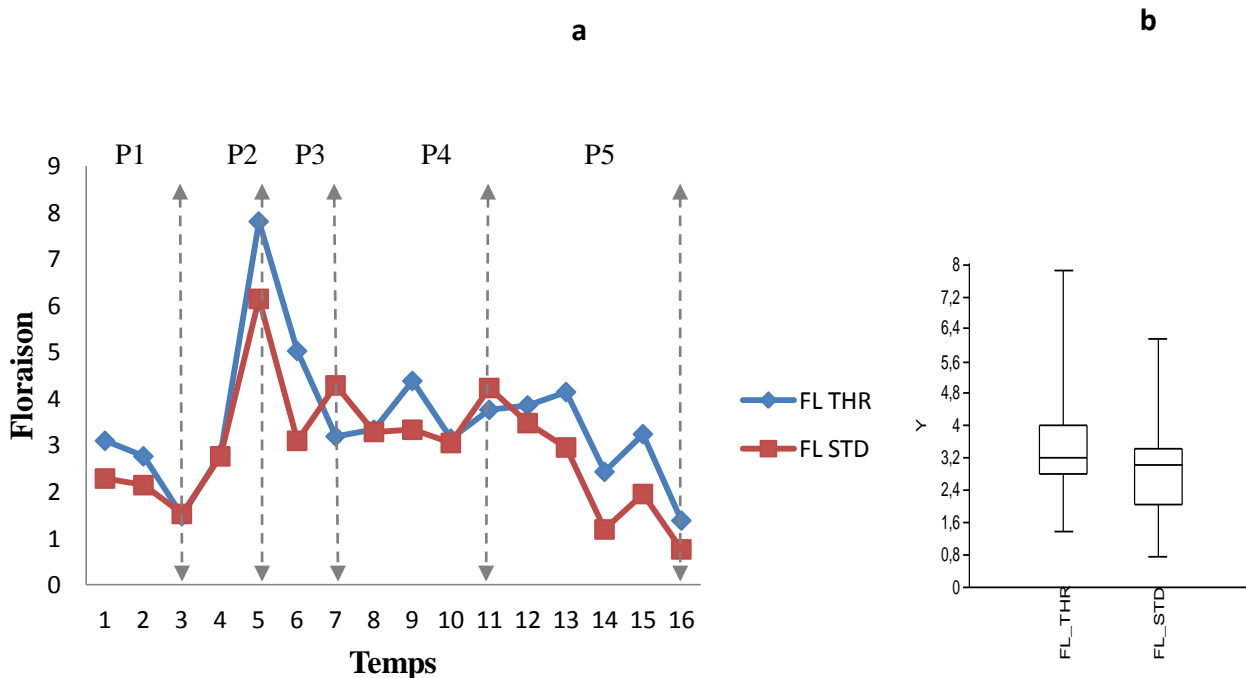 a
b
P1 P2 P3 P4 P5
9
8
7
6
5
4
3
2
1
0
Floraison
1 2 3 4 5 6 7 8 9 10 11 12 13 14 15 16
Temps
FL THR
FL STD
8
7,2
6,4
5,6
4,8
4
3,2
2,4
1,6
0,8
0
Y
FL_THR
FL_STD